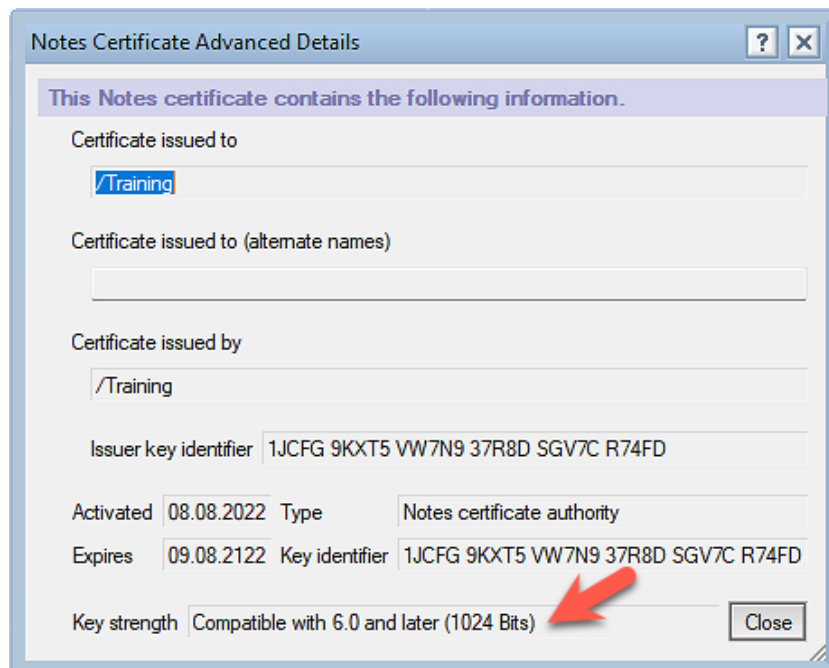 Notes Certificate Advanced Details
?
This Notes certificate contains the following information.
Certificate issued to
/Training
Certificate issued to (alternate names)
Certificate issued by
/Training
Issuer key identifier 1JCFG 9KXT5 VW7N9 37R8D SGV7C R74FD
Activated 08.08.2022 Type Notes certificate authority
Expires 09.08.2122 Key identifier 1JCFG 9KXT5 VW7N9 37R8D SGV7C R74FD
Key strength Compatible with 6.0 and later (1024 Bits) Close